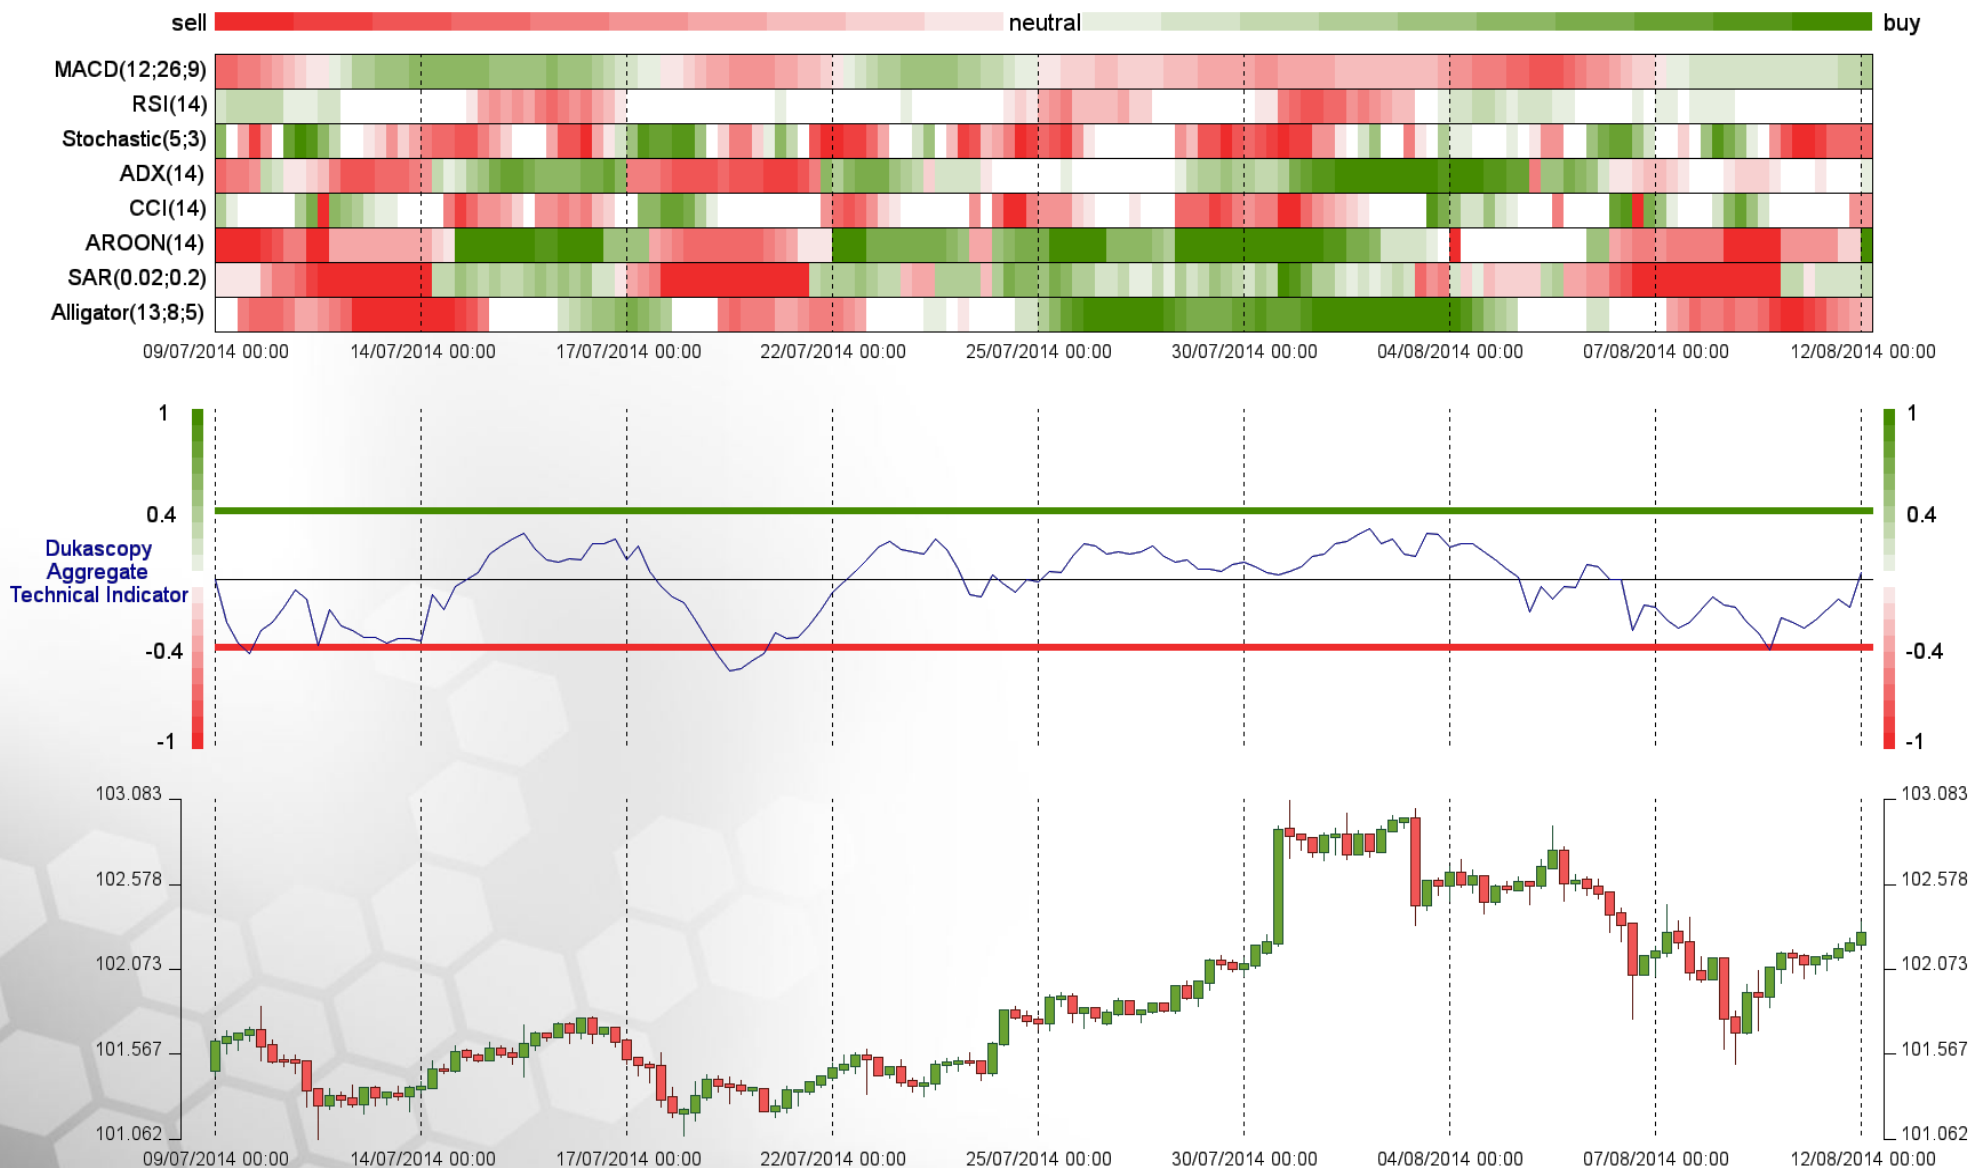 sell neutral buy
MACD(12;26;9)
RSI(14)
Stochastic(5;3)
ADX(14)
CCI(14)
AROON(14)
SAR(0.02;0.2)
Alligator(13;8;5)
09/07/2014 00:00 14/07/2014 00:00 17/07/2014 00:00 22/07/2014 00:00 25/07/2014 00:00 30/07/2014 00:00 04/08/2014 00:00 07/08/2014 00:00 12/08/2014 00:00
1 1
0.4 0.4
Dukascopy
Aggregate
Technical Indicator
-0.4 -0.4
-1 -1
103.083 103.083
102.578 102.578
102.073 102.073
101.567 101.567
101.062 101.062
09/07/2014 00:00 14/07/2014 00:00 17/07/2014 00:00 22/07/2014 00:00 25/07/2014 00:00 30/07/2014 00:00 04/08/2014 00:00 07/08/2014 00:00 12/08/2014 00:00